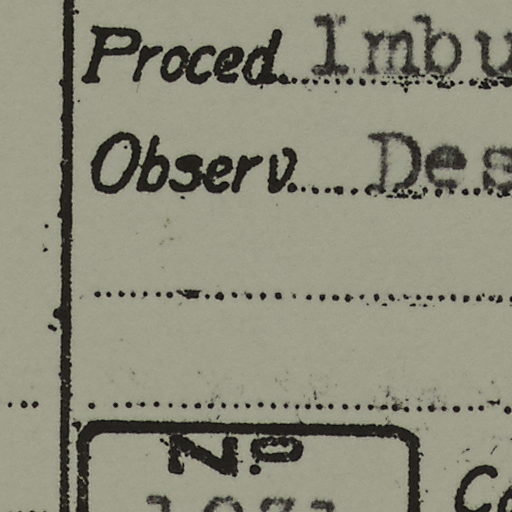 Proced. Imbu
Observ. Des
Nº